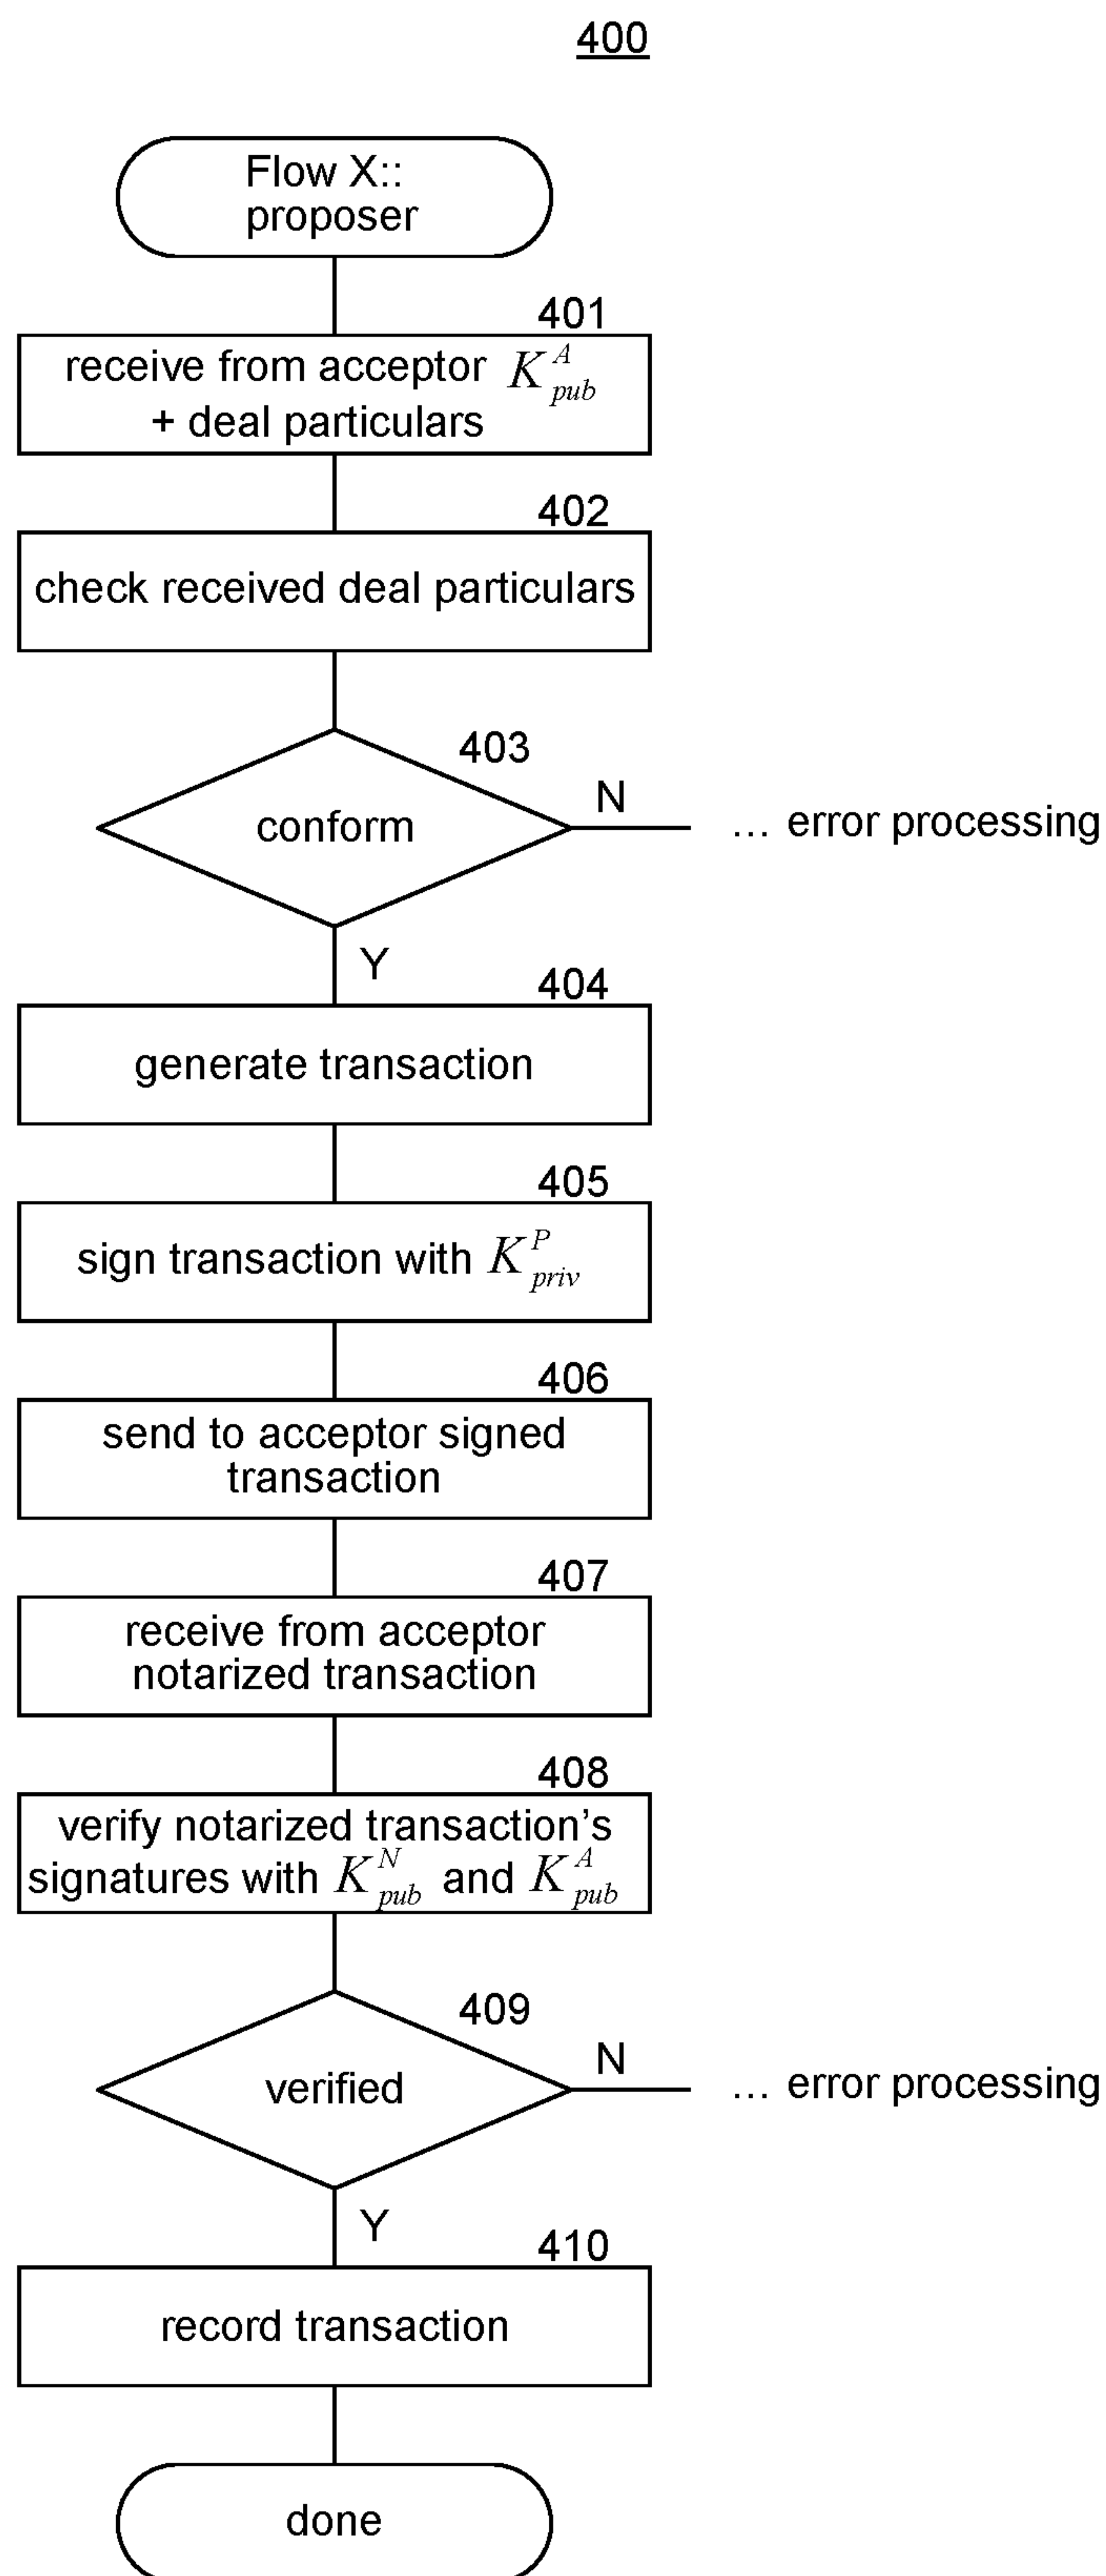 400
Flow X::
proposer
401
receive from acceptor K^A_pub
+ deal particulars
402
check received deal particulars
403
conform
N
... error processing
Y
404
generate transaction
405
sign transaction with K^P_priv
406
send to acceptor signed
transaction
407
receive from acceptor
notarized transaction
408
verify notarized transaction’s
signatures with K^N_pub and K^A_pub
409
verified
N
... error processing
Y
410
record transaction
done